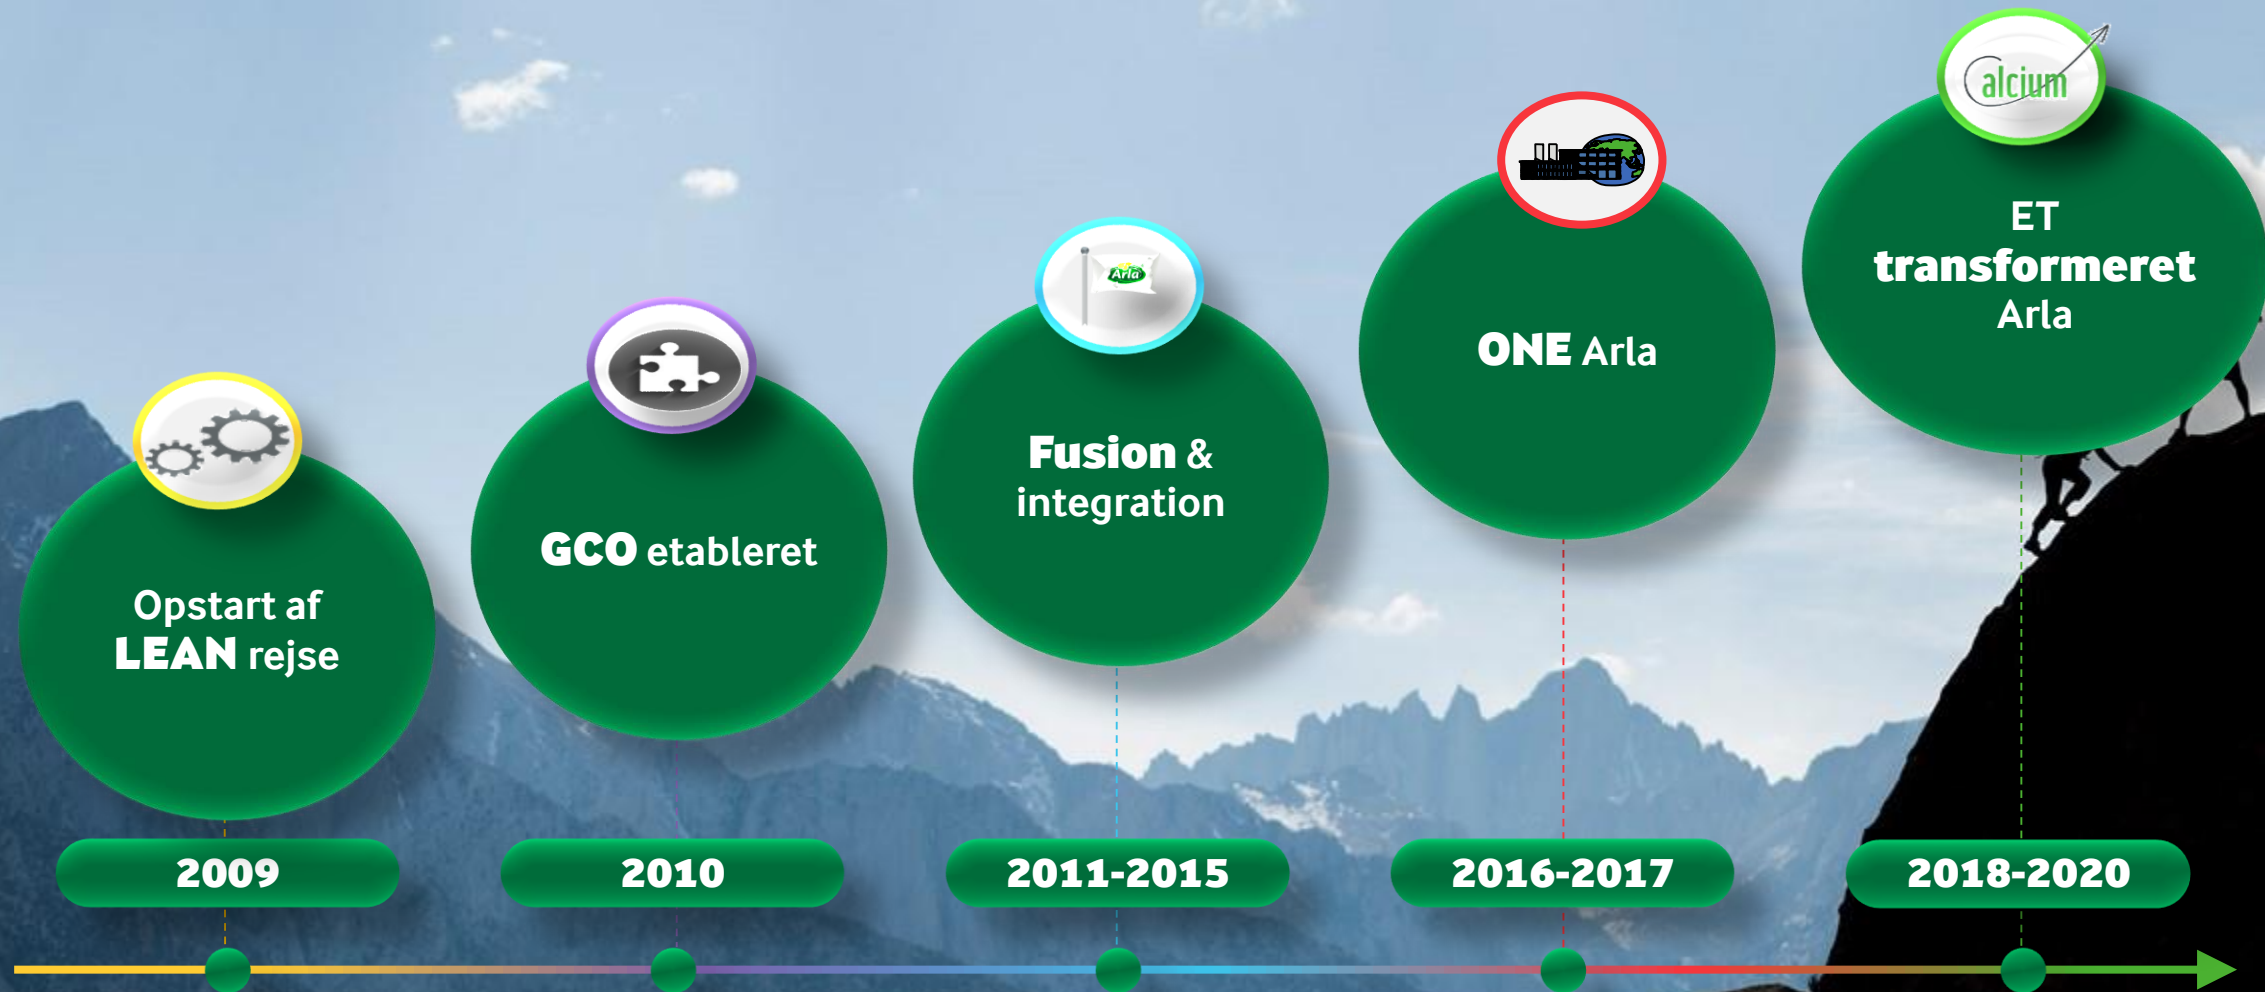 Calcium
ET
transformeret
Arla
ONE Arla
Arla
Fusion &
integration
GCO etableret
Opstart af
LEAN rejse
2009
2010
2011-2015
2016-2017
2018-2020